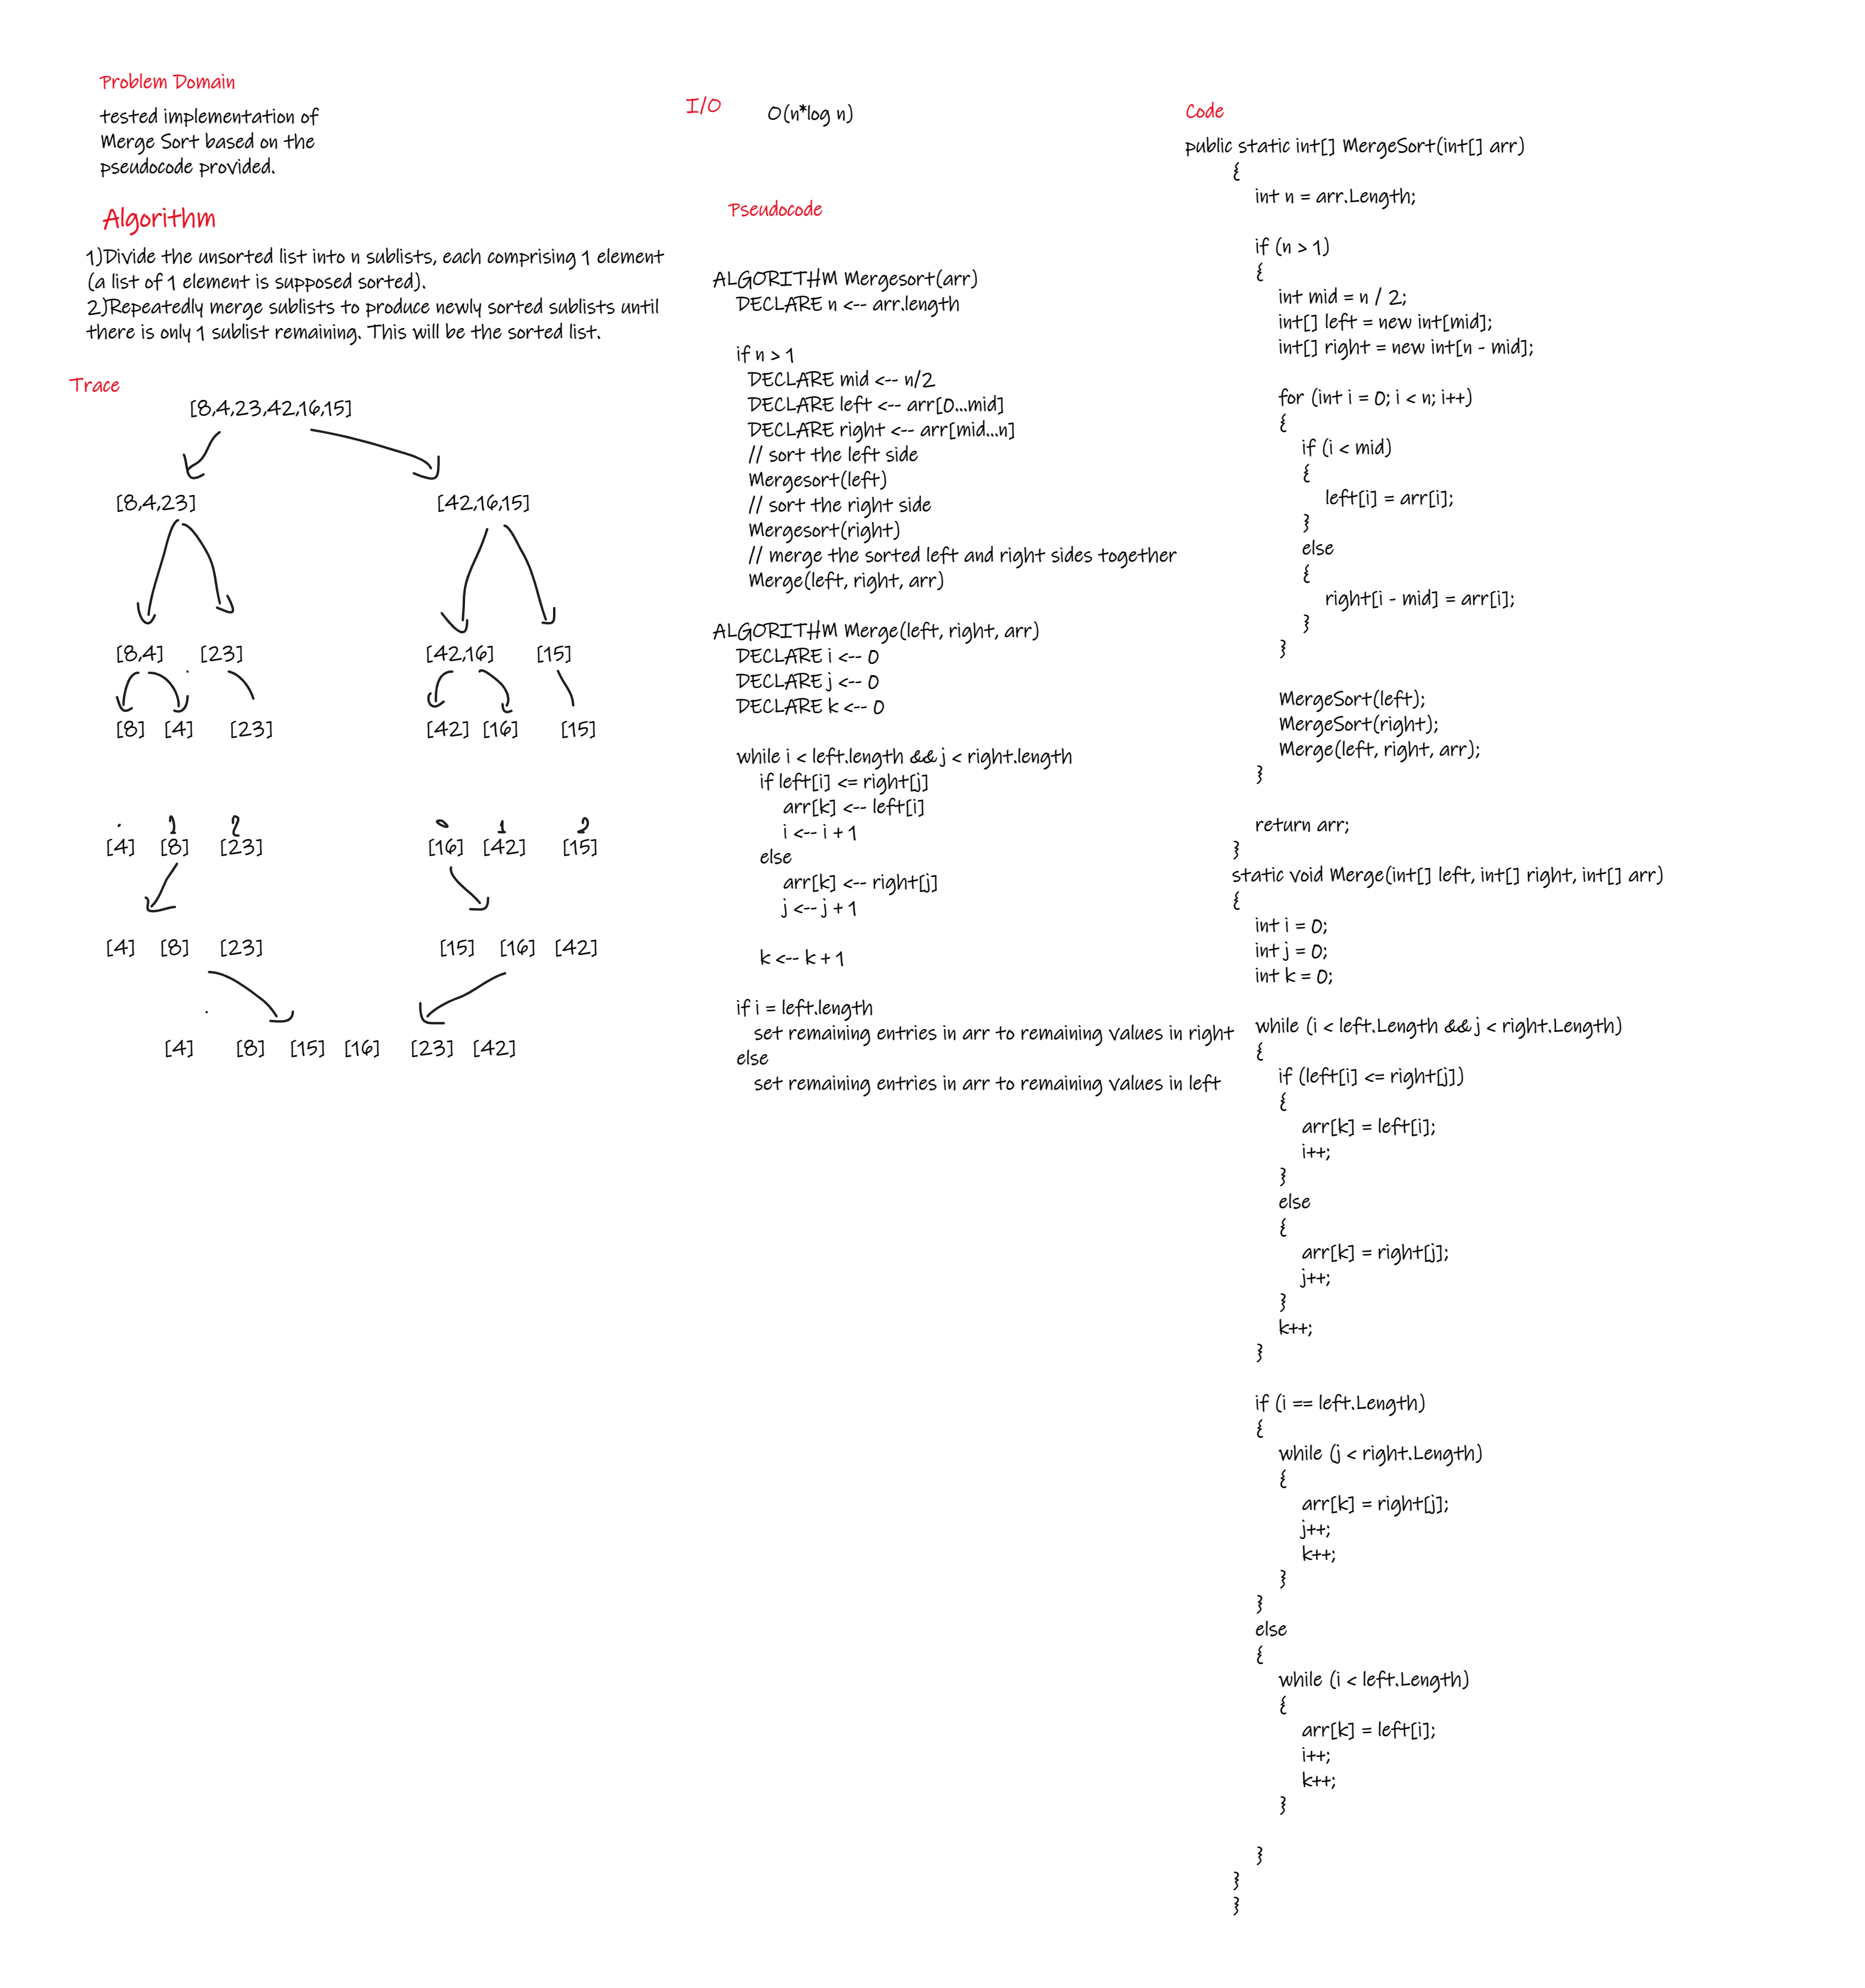 Problem Domain
tested implementation of
Merge Sort based on the
pseudocode provided.
Algorithm
1)Divide the unsorted list into n sublists, each comprising 1 element
(a list of 1 element is supposed sorted).
2)Repeatedly merge sublists to produce newly sorted sublists until
there is only 1 sublist remaining. This will be the sorted list.
Trace
[8,4,23,42,16,15]
[8,4,23] [42,16,15]
[8,4] [23] [42,16] [15]
[8] [4] [23] [42] [16] [15]
1 2 0 1 2
[4] [8] [23] [16] [42] [15]
[4] [8] [23] [15] [16] [42]
[4] [8] [15] [16] [23] [42]
I/O O(n*log n)
Pseudocode
ALGORITHM Mergesort(arr)
DECLARE n <-- arr.length
if n > 1
DECLARE mid <-- n/2
DECLARE left <-- arr[0...mid]
DECLARE right <-- arr[mid...n]
// sort the left side
Mergesort(left)
// sort the right side
Mergesort(right)
// merge the sorted left and right sides together
Merge(left, right, arr)
ALGORITHM Merge(left, right, arr)
DECLARE i <-- 0
DECLARE j <-- 0
DECLARE k <-- 0
while i < left.length && j < right.length
if left[i] <= right[j]
arr[k] <-- left[i]
i <-- i + 1
else
arr[k] <-- right[j]
j <-- j + 1
k <-- k + 1
if i = left.length
set remaining entries in arr to remaining values in right
else
set remaining entries in arr to remaining values in left
Code
public static int[] MergeSort(int[] arr)
{
int n = arr.Length;
if (n > 1)
{
int mid = n / 2;
int[] left = new int[mid];
int[] right = new int[n - mid];
for (int i = 0; i < n; i++)
{
if (i < mid)
{
left[i] = arr[i];
}
else
{
right[i - mid] = arr[i];
}
}
MergeSort(left);
MergeSort(right);
Merge(left, right, arr);
}
return arr;
}
static void Merge(int[] left, int[] right, int[] arr)
{
int i = 0;
int j = 0;
int k = 0;
while (i < left.Length && j < right.Length)
{
if (left[i] <= right[j])
{
arr[k] = left[i];
i++;
}
else
{
arr[k] = right[j];
j++;
}
k++;
}
if (i == left.Length)
{
while (j < right.Length)
{
arr[k] = right[j];
j++;
k++;
}
}
else
{
while (i < left.Length)
{
arr[k] = left[i];
i++;
k++;
}
}
}
}